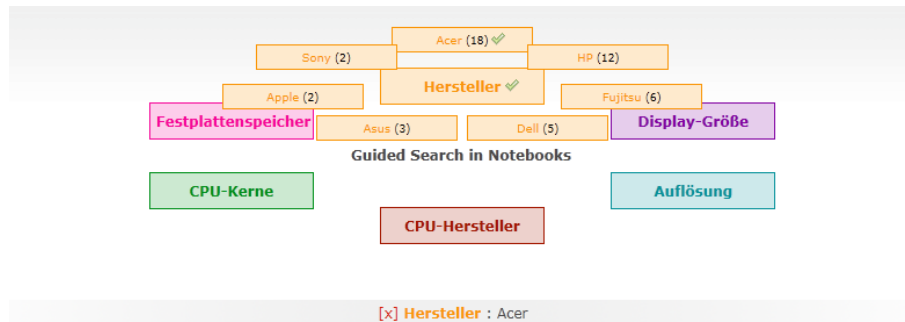 Acer (18)
Sony (2)
HP (12)
Hersteller
Apple (2)
Fujitsu (6)
Festplattenspeicher
Asus (3)
Dell (5)
Display-Größe
Guided Search in Notebooks
CPU-Kerne
Auflösung
CPU-Hersteller
[x] Hersteller : Acer